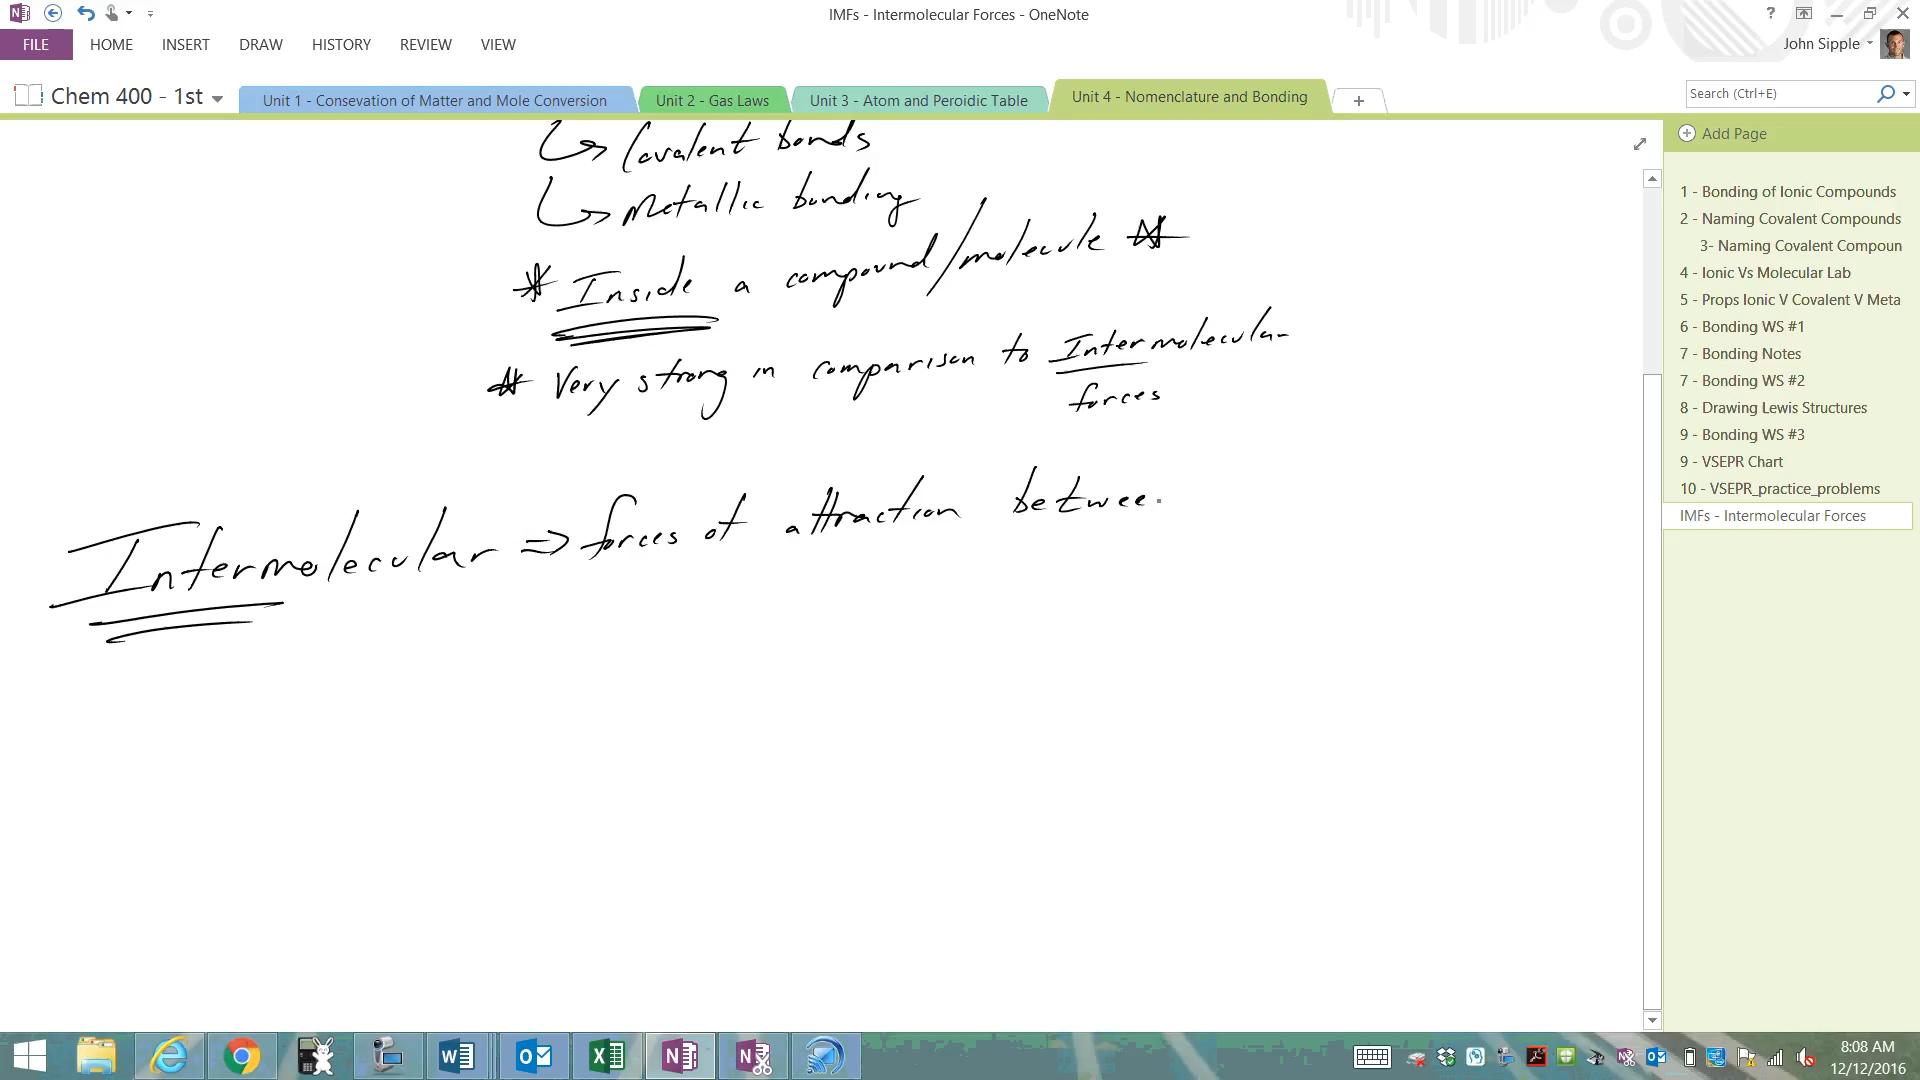 IMFs - Intermolecular Forces - OneNote
FILE HOME INSERT DRAW HISTORY REVIEW VIEW
John Sipple
Chem 400 - 1st
Unit 1 - Consevation of Matter and Mole Conversion
Unit 2 - Gas Laws
Unit 3 - Atom and Peroidic Table
Unit 4 - Nomenclature and Bonding
Search (Ctrl+E)
Covalent bonds
Metallic bonding
Inside a compound/molecule
Very strong in comparison to Intermolecular
forces
Intermolecular => forces of attraction betwee
Add Page
1 - Bonding of Ionic Compounds
2 - Naming Covalent Compounds
3- Naming Covalent Compoun
4 - Ionic Vs Molecular Lab
5 - Props Ionic V Covalent V Meta
6 - Bonding WS #1
7 - Bonding Notes
7 - Bonding WS #2
8 - Drawing Lewis Structures
9 - Bonding WS #3
9 - VSEPR Chart
10 - VSEPR_practice_problems
IMFs - Intermolecular Forces
8:08 AM
12/12/2016